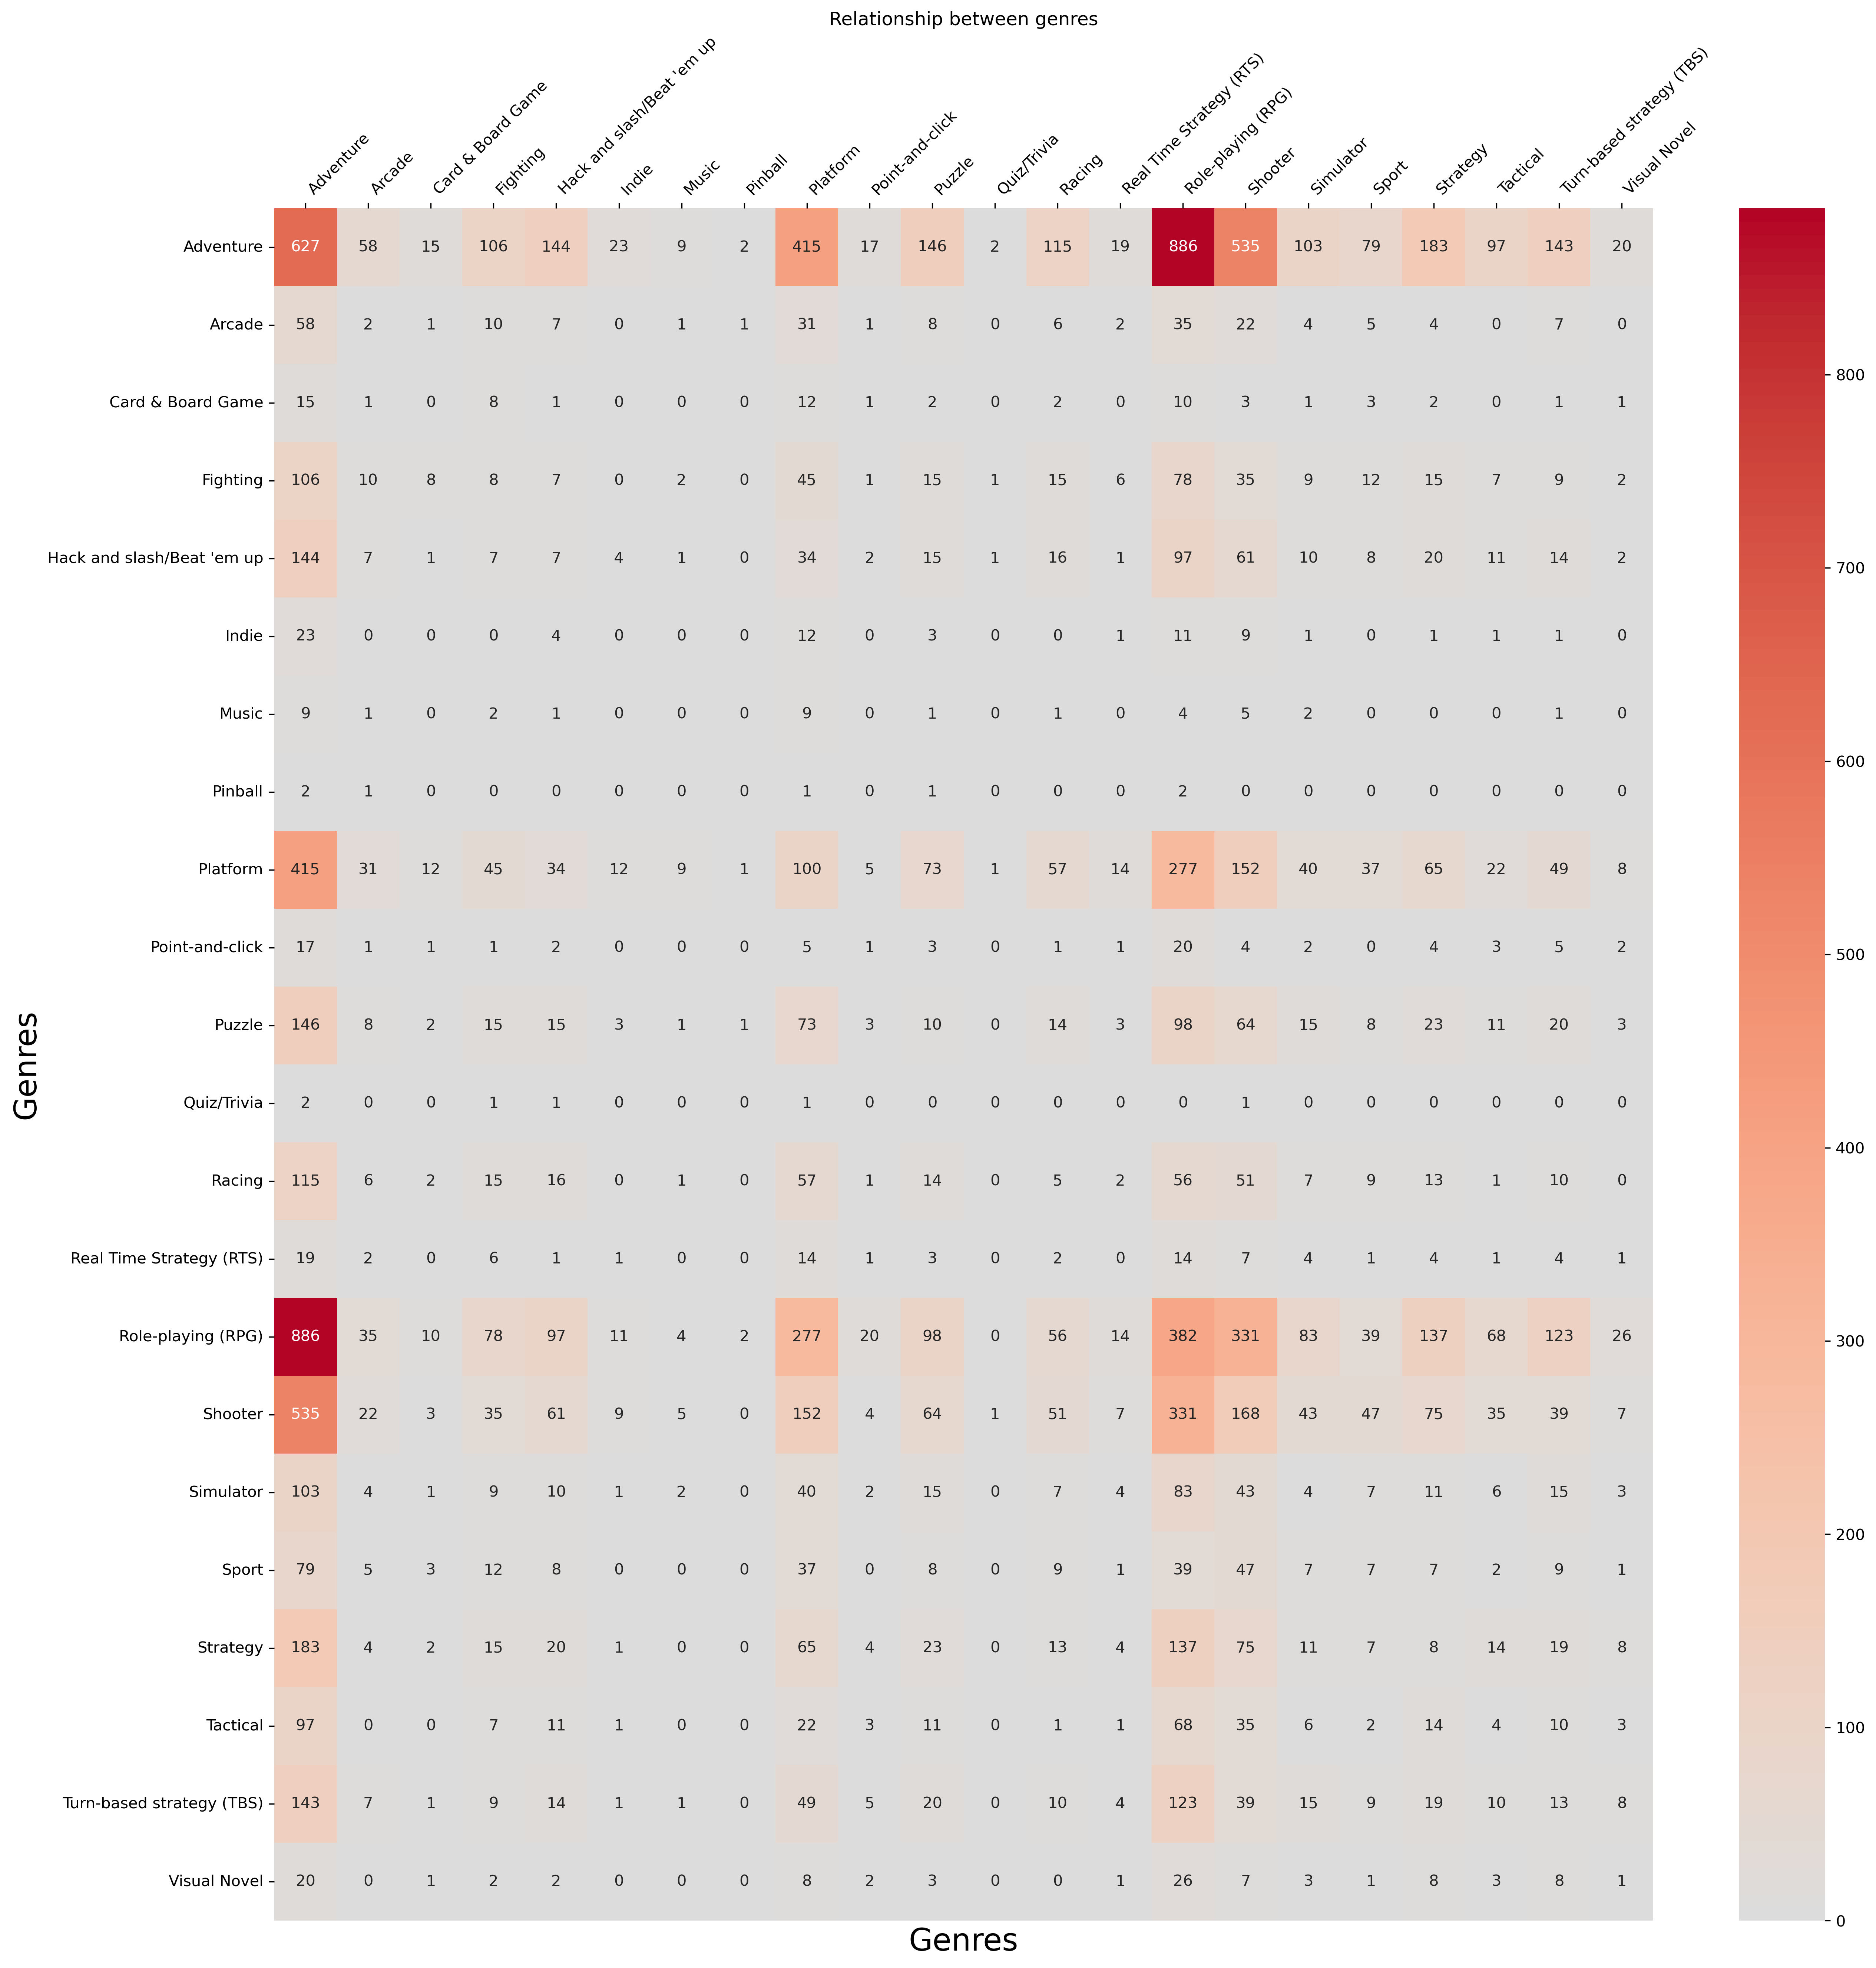 Relationship between genres
Adventure
Arcade
Card & Board Game
Fighting
Hack and slash/Beat 'em up
Indie
Music
Pinball
Platform
Point-and-click
Puzzle
Quiz/Trivia
Racing
Real Time Strategy (RTS)
Role-playing (RPG)
Shooter
Simulator
Sport
Strategy
Tactical
Turn-based strategy (TBS)
Visual Novel
Adventure 627 58 15 106 144 23 9 2 415 17 146 2 115 19 886 535 103 79 183 97 143 20
Arcade 58 2 1 10 7 0 1 1 31 1 8 0 6 2 35 22 4 5 4 0 7 0
Card & Board Game 15 1 0 8 1 0 0 0 12 1 2 0 2 0 10 3 1 3 2 0 1 1
Fighting 106 10 8 8 7 0 2 0 45 1 15 1 15 6 78 35 9 12 15 7 9 2
Hack and slash/Beat 'em up 144 7 1 7 7 4 1 0 34 2 15 1 16 1 97 61 10 8 20 11 14 2
Indie 23 0 0 0 4 0 0 0 12 0 3 0 0 1 11 9 1 0 1 1 1 0
Music 9 1 0 2 1 0 0 0 9 0 1 0 1 0 4 5 2 0 0 0 1 0
Pinball 2 1 0 0 0 0 0 0 1 0 1 0 0 0 2 0 0 0 0 0 0 0
Platform 415 31 12 45 34 12 9 1 100 5 73 1 57 14 277 152 40 37 65 22 49 8
Point-and-click 17 1 1 1 2 0 0 0 5 1 3 0 1 1 20 4 2 0 4 3 5 2
Puzzle 146 8 2 15 15 3 1 1 73 3 10 0 14 3 98 64 15 8 23 11 20 3
Quiz/Trivia 2 0 0 1 1 0 0 0 1 0 0 0 0 0 0 1 0 0 0 0 0 0
Racing 115 6 2 15 16 0 1 0 57 1 14 0 5 2 56 51 7 9 13 1 10 0
Real Time Strategy (RTS) 19 2 0 6 1 1 0 0 14 1 3 0 2 0 14 7 4 1 4 1 4 1
Role-playing (RPG) 886 35 10 78 97 11 4 2 277 20 98 0 56 14 382 331 83 39 137 68 123 26
Shooter 535 22 3 35 61 9 5 0 152 4 64 1 51 7 331 168 43 47 75 35 39 7
Simulator 103 4 1 9 10 1 2 0 40 2 15 0 7 4 83 43 4 7 11 6 15 3
Sport 79 5 3 12 8 0 0 0 37 0 8 0 9 1 39 47 7 7 7 2 9 1
Strategy 183 4 2 15 20 1 0 0 65 4 23 0 13 4 137 75 11 7 8 14 19 8
Tactical 97 0 0 7 11 1 0 0 22 3 11 0 1 1 68 35 6 2 14 4 10 3
Turn-based strategy (TBS) 143 7 1 9 14 1 1 0 49 5 20 0 10 4 123 39 15 9 19 10 13 8
Visual Novel 20 0 1 2 2 0 0 0 8 2 3 0 0 1 26 7 3 1 8 3 8 1
Genres
Genres
800
700
600
500
400
300
200
100
0